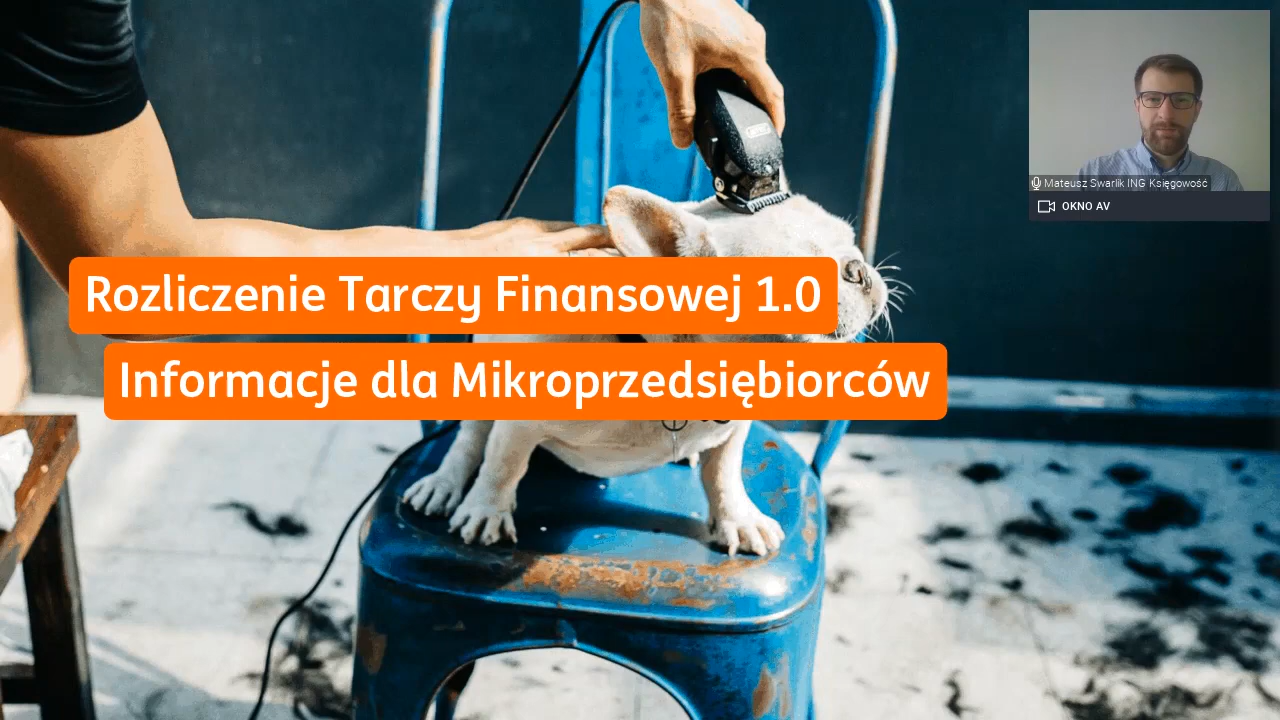 Rozliczenie Tarczy Finansowej 1.0
Informacje dla Mikroprzedsiębiorców
Mateusz Swarlik ING Księgowość
OKNO AV